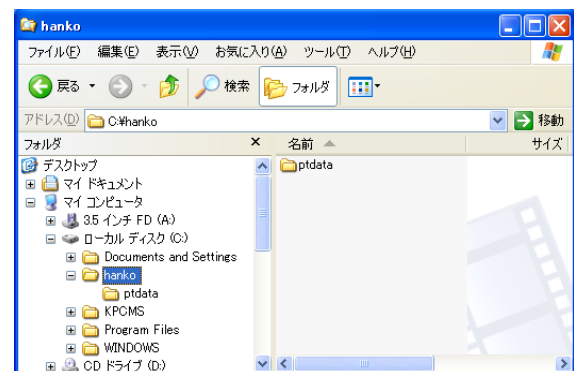 hanko
ファイル(F) 編集(E) 表示(V) お気に入り(A) ツール(T) ヘルプ(H)
戻る 検索 フォルダ
アドレス(D) C:¥hanko 移動
フォルダ × 名前 サイズ
デスクトップ ptdata
マイ ドキュメント
マイ コンピュータ
3.5 インチ FD (A:)
ローカル ディスク (C:)
Documents and Settings
hanko
ptdata
KPCMS
Program Files
WINDOWS
CD ドライブ (D:)